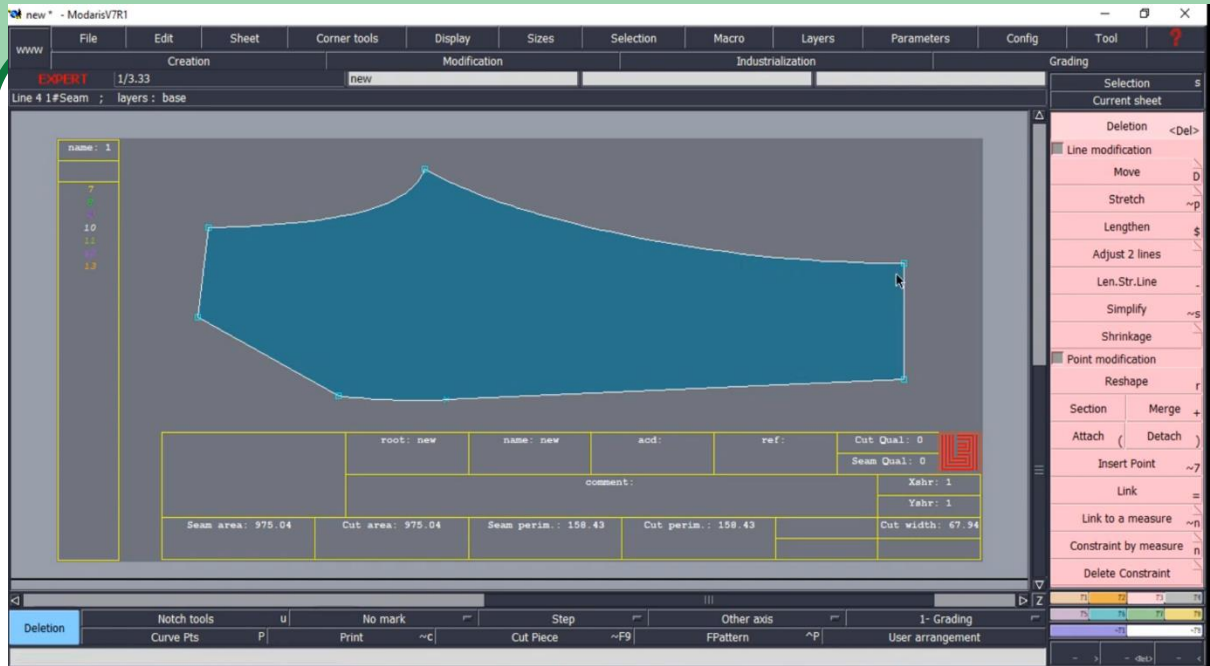 new * - ModarisV7R1
www File Edit Sheet Corner tools Display Sizes Selection Macro Layers Parameters Config Tool ?
Creation Modification Industrialization Grading
EXPERT 1/3.33 new
Selection s
Line 4 1#Seam ; layers : base
Current sheet
Deletion <Del>
Line modification
Move D
Stretch ~p
Lengthen $
Adjust 2 lines
Len.Str.Line -
Simplify ~s
Shrinkage
Point modification
Reshape r
Section Merge +
Attach ( Detach )
Insert Point ~7
Link =
Link to a measure ~n
Constraint by measure n
Delete Constraint
name: 1
7
10
11
12
13
root: new name: new acd: ref: Cut Qual: 0
Seam Qual: 0
comment: Xshr: 1
Yshr: 1
Seam area: 975.04 Cut area: 975.04 Seam perim.: 158.43 Cut perim.: 158.43 Cut width: 67.94
Z
Deletion
Notch tools u No mark Step Other axis 1- Grading
Curve Pts P Print ~c Cut Piece ~F9 FPattern ^P User arrangement